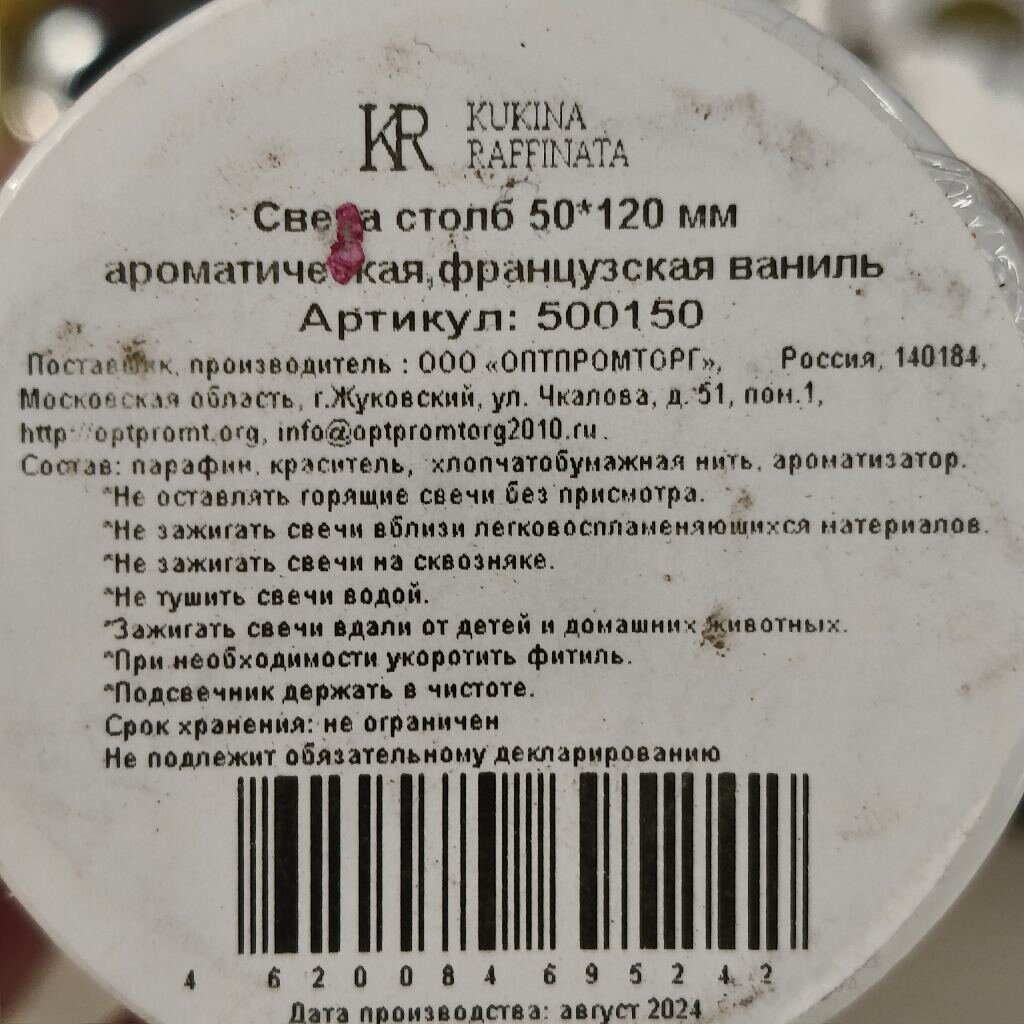 KR KUKINA
RAFFINATA
Свеча столб 50*120 мм
ароматическая,французская ваниль
Артикул: 500150
Поставщик, производитель : ООО «ОПТПРОМТОРГ», Россия, 140184,
Московская область, г.Жуковский, ул. Чкалова, д. 51, пом.1,
http://optpromt.org, info@optpromtorg2010.ru.
Состав: парафин, краситель, хлопчатобумажная нить, ароматизатор.
*Не оставлять горящие свечи без присмотра.
*Не зажигать свечи вблизи легковоспламеняющихся материалов.
*Не зажигать свечи на сквозняке.
*Не тушить свечи водой.
*Зажигать свечи вдали от детей и домашних животных.
*При необходимости укоротить фитиль.
*Подсвечник держать в чистоте.
Срок хранения: не ограничен
Не подлежит обязательному декларированию
4 620084 695242
Дата производства: август 2024